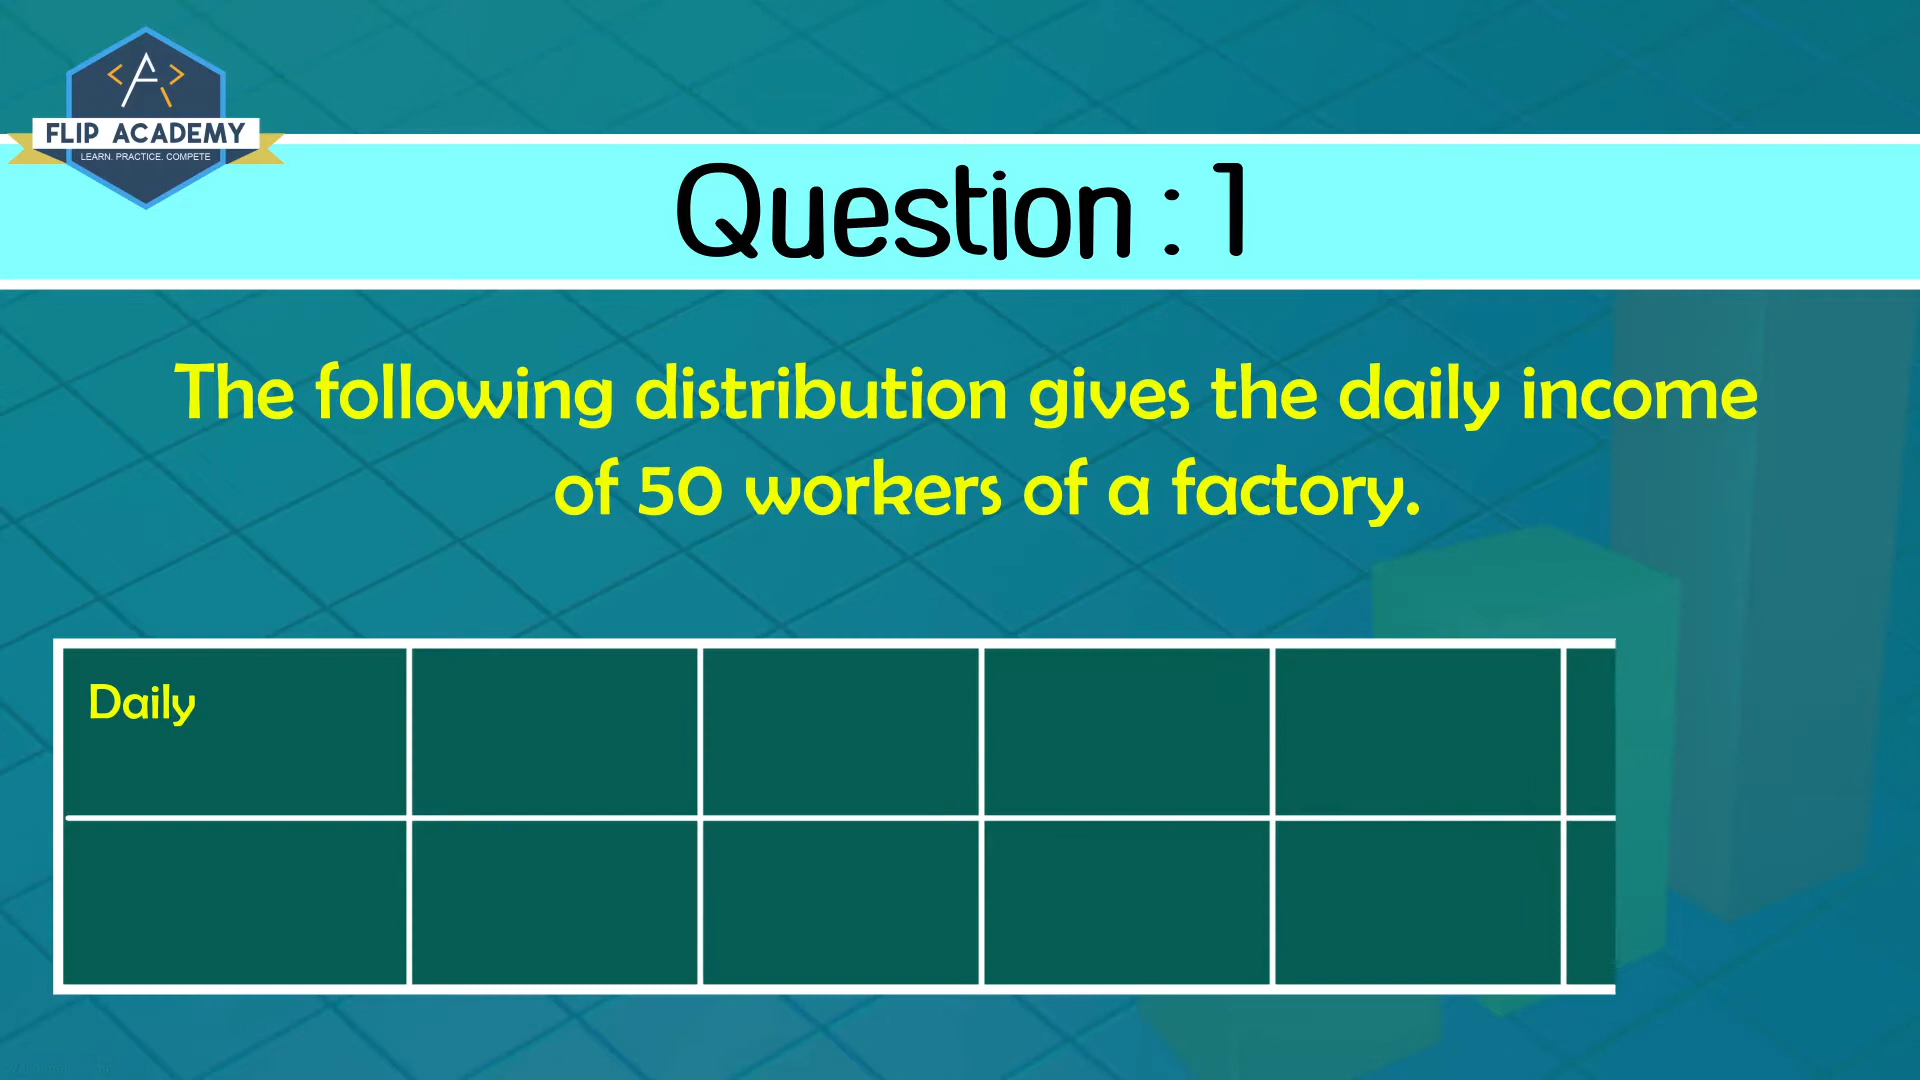 FLIP ACADEMY
LEARN. PRACTICE. COMPETE
Question : 1
The following distribution gives the daily income
of 50 workers of a factory.
Daily